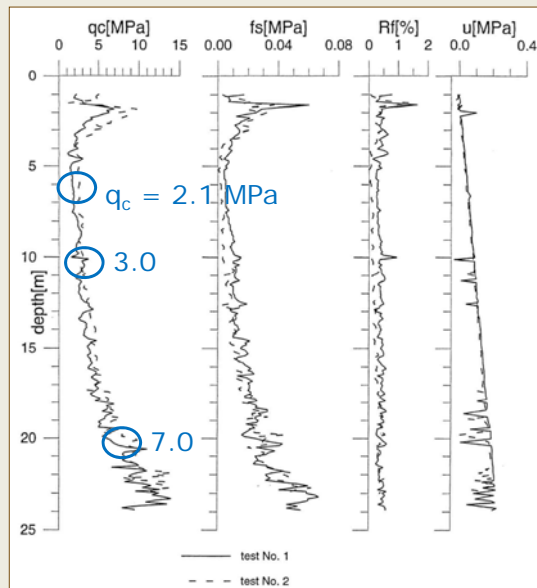 qc[MPa] fs[MPa] Rf[%] u[MPa]
0 5 10 15 0.00 0.04 0.08 0 1 2 0.0 0.4
0
5
q_c = 2.1 MPa
10
3.0
depth[m]
15
20
7.0
25
test No. 1
test No. 2